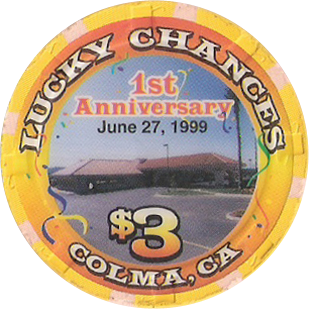 LUCKY CHANCES
1st
Anniversary
June 27, 1999
$3
COLMA, CA